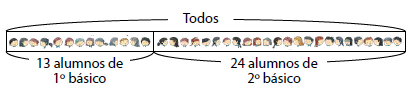 Todos
13 alumnos de
1º básico
24 alumnos de
2º básico